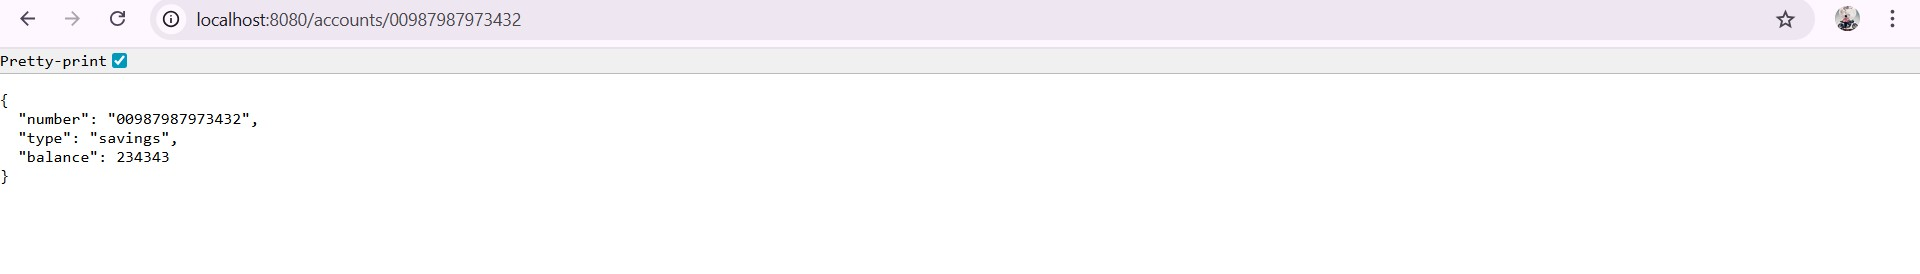 localhost:8080/accounts/00987987973432
Pretty-print
{
  "number": "00987987973432",
  "type": "savings",
  "balance": 234343
}